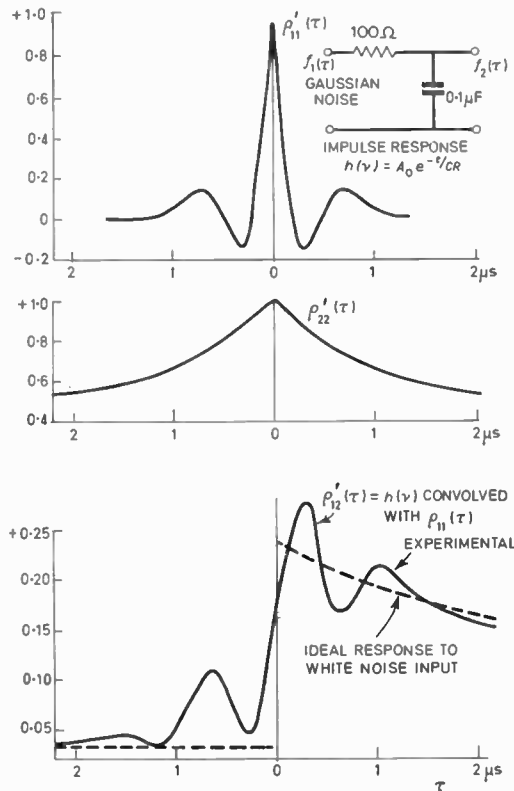 +1·0
ρ'₁₁(τ)
100Ω
0·8
f₁(τ)
f₂(τ)
GAUSSIAN
NOISE
0·1μF
0·6
0·4
IMPULSE RESPONSE
h(ν) = A₀ e^-t/CR
0·2
0
-0·2
2 1 0 1 2μs
+1·0
ρ'₂₂(τ)
0·8
0·6
0·4
2 1 0 1 2μs
ρ'₁₂(τ) = h(ν) CONVOLVED
WITH ρ₁₁(τ)
+0·25
EXPERIMENTAL
0·20
0·15
IDEAL RESPONSE TO
WHITE NOISE INPUT
0·10
0·05
2 1 0 1 2μs
τ